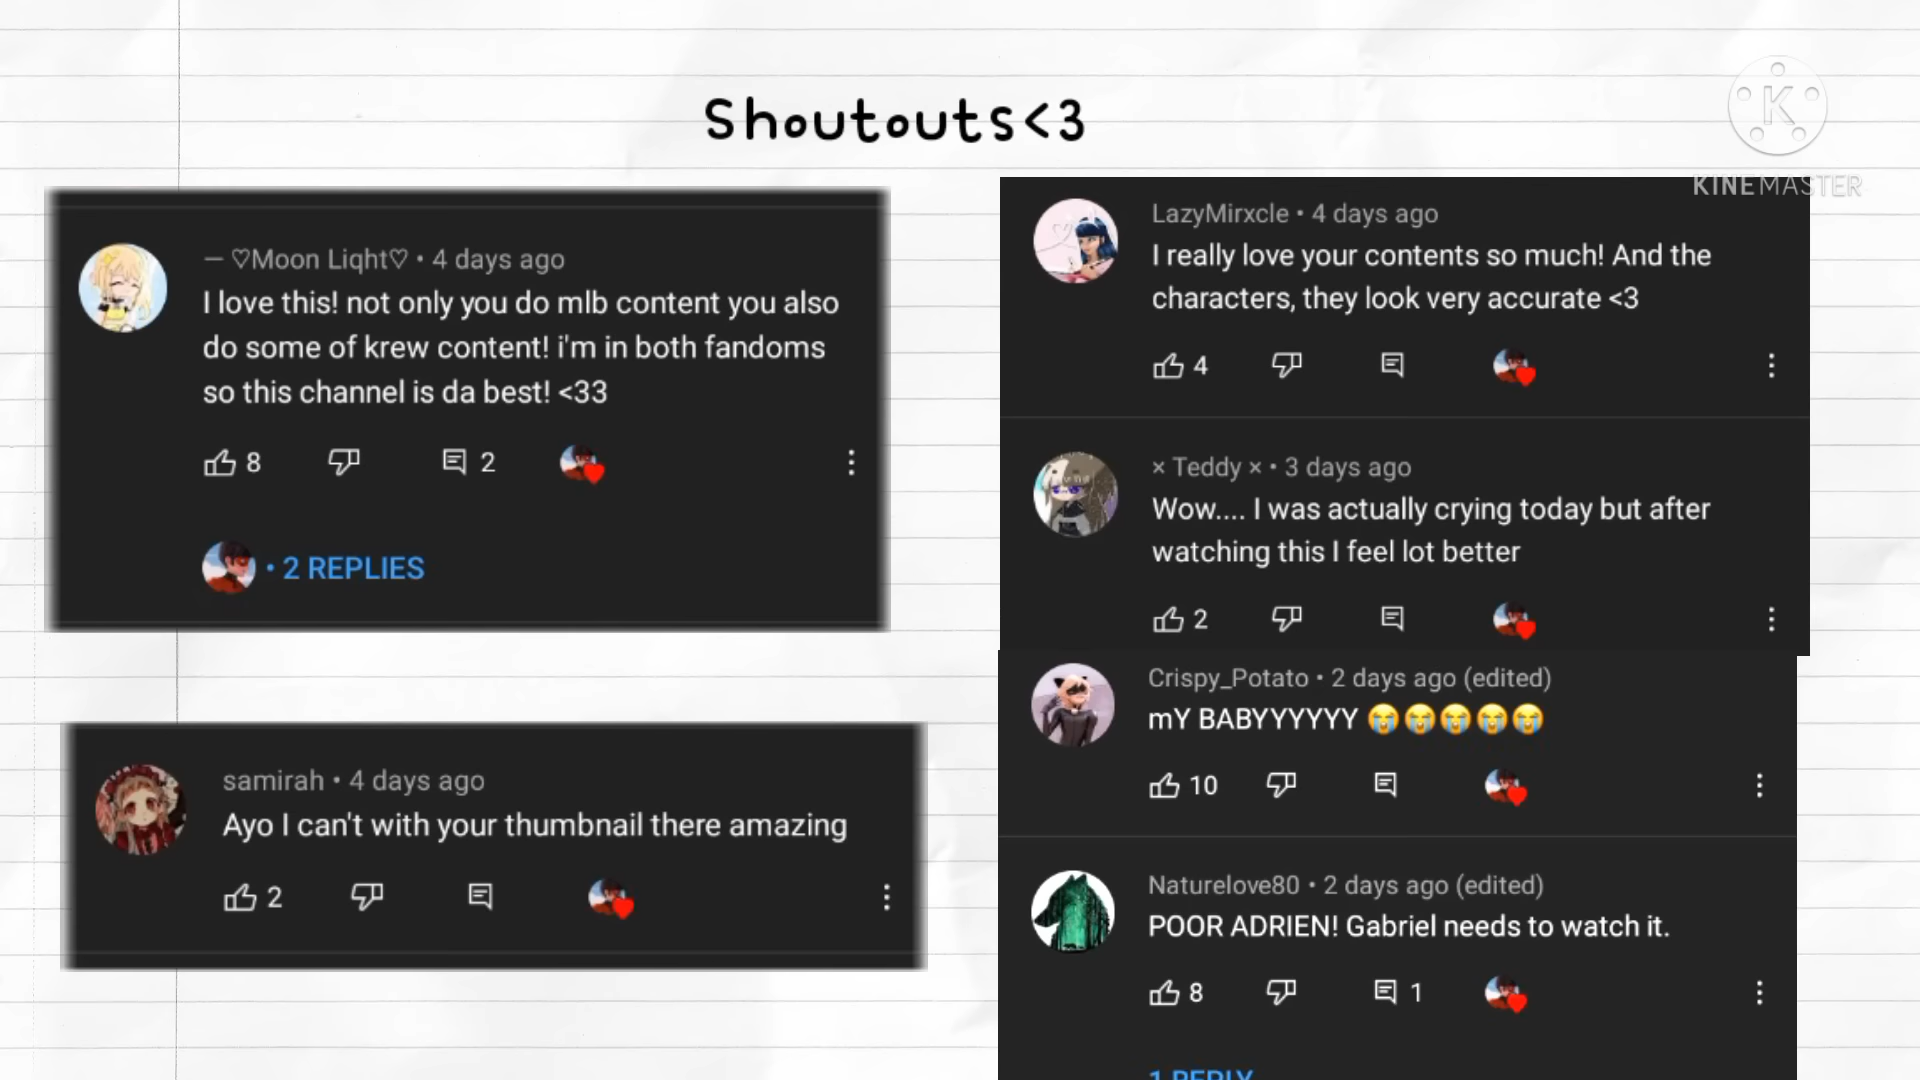 Shoutouts<3
K
KINEMASTER
— ♡Moon Liqht♡ • 4 days ago
I love this! not only you do mlb content you also
do some of krew content! i'm in both fandoms
so this channel is da best! <33
8
2
• 2 REPLIES
samirah • 4 days ago
Ayo I can't with your thumbnail there amazing
2
LazyMirxcle • 4 days ago
I really love your contents so much! And the
characters, they look very accurate <3
4
× Teddy × • 3 days ago
Wow.... I was actually crying today but after
watching this I feel lot better
2
Crispy_Potato • 2 days ago (edited)
mY BABYYYYYY 😭😭😭😭😭
10
Naturelove80 • 2 days ago (edited)
POOR ADRIEN! Gabriel needs to watch it.
8
1
1 REPLY